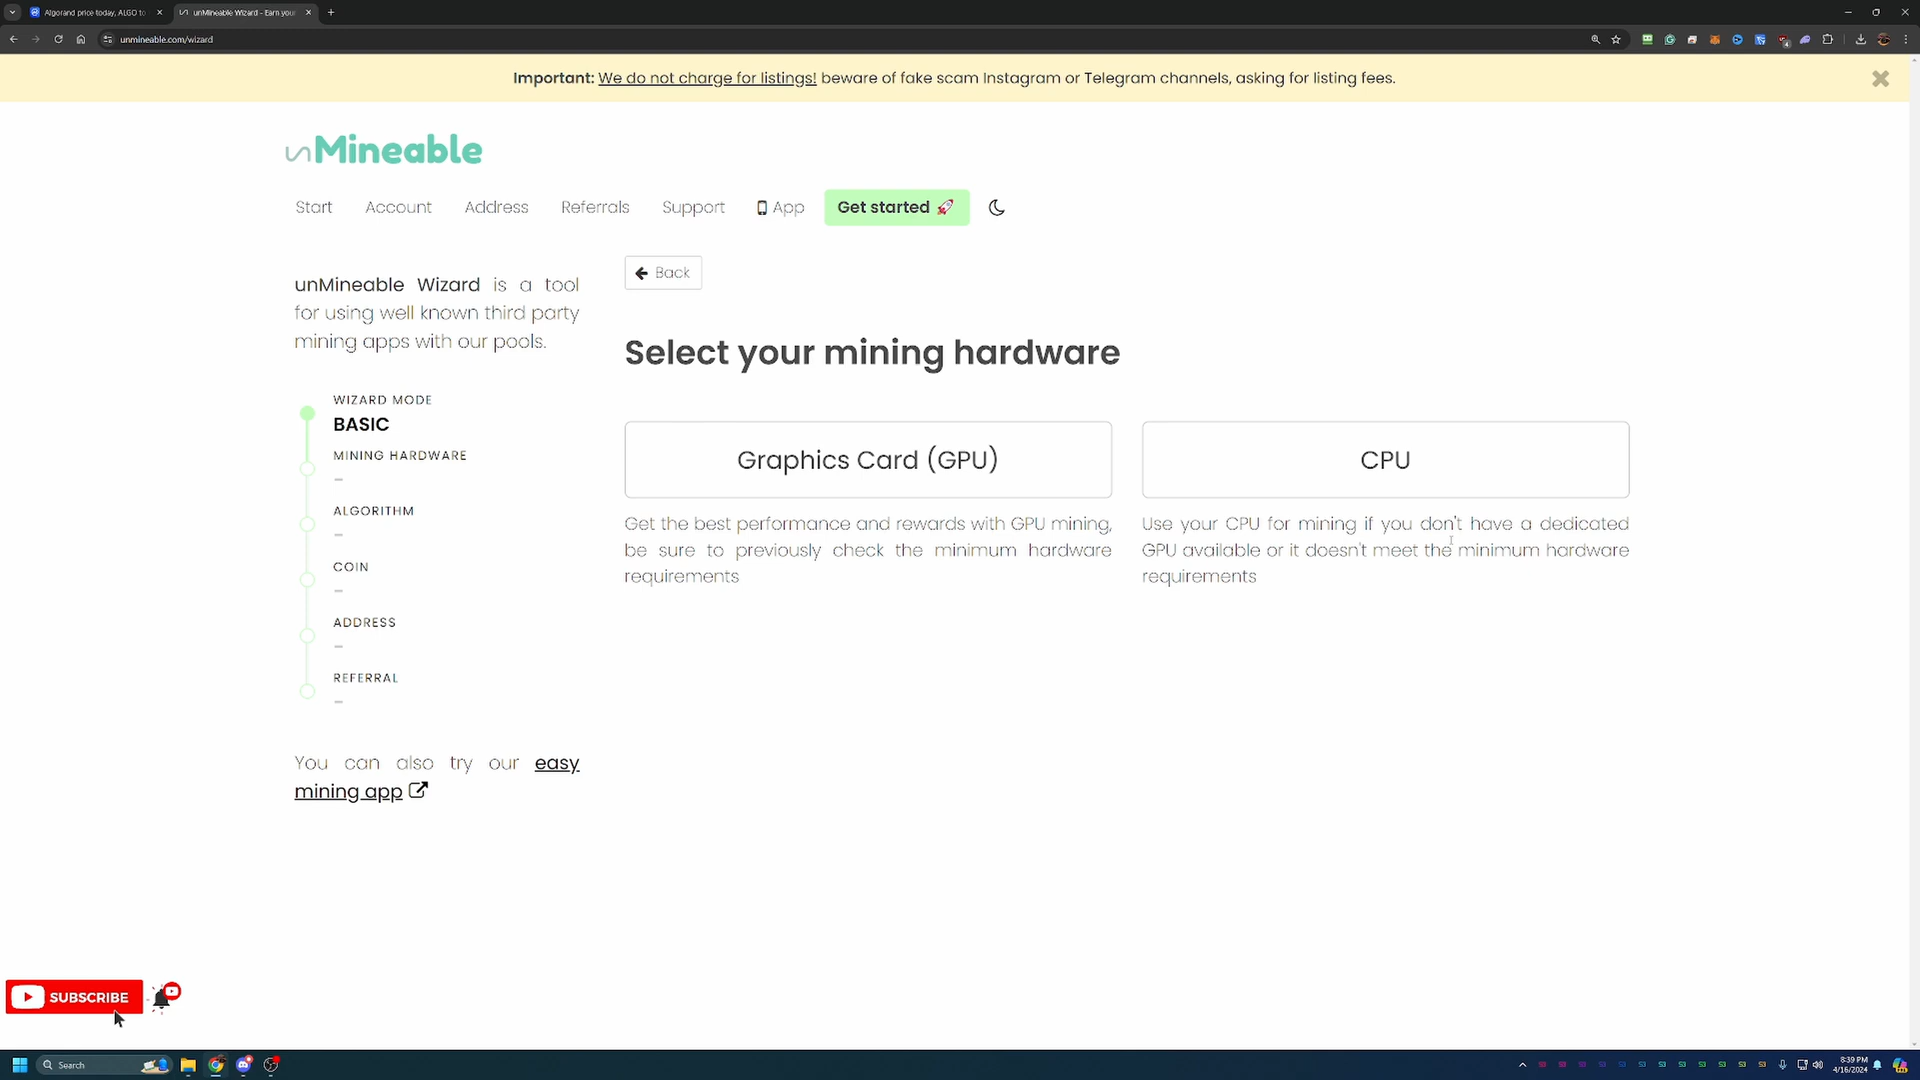 Algorand price today, ALGO to
unMineable Wizard - Earn your
unmineable.com/wizard
Important: We do not charge for listings! beware of fake scam Instagram or Telegram channels, asking for listing fees.
unMineable
Start
Account
Address
Referrals
Support
App
Get started 🚀
unMineable Wizard is a tool
for using well known third party
mining apps with our pools.
WIZARD MODE
BASIC
MINING HARDWARE
–
ALGORITHM
–
COIN
–
ADDRESS
–
REFERRAL
–
You can also try our easy
mining app
Back
Select your mining hardware
Graphics Card (GPU)
Get the best performance and rewards with GPU mining,
be sure to previously check the minimum hardware
requirements
CPU
Use your CPU for mining if you don't have a dedicated
GPU available or it doesn't meet the minimum hardware
requirements
SUBSCRIBE
Search
8:39 PM
4/16/2024